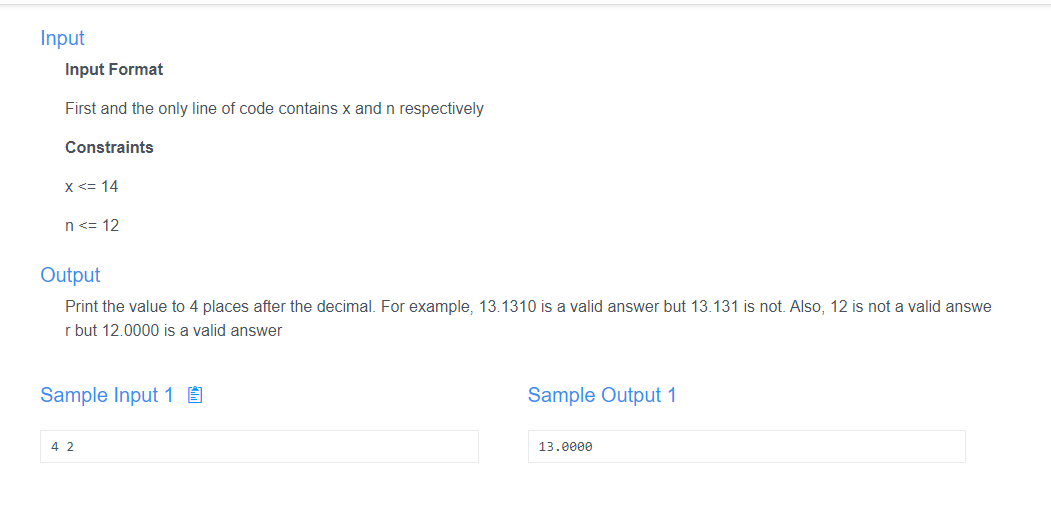 Input
Input Format
First and the only line of code contains x and n respectively
Constraints
x <= 14
n <= 12
Output
Print the value to 4 places after the decimal. For example, 13.1310 is a valid answer but 13.131 is not. Also, 12 is not a valid answe
r but 12.0000 is a valid answer
Sample Input 1
Sample Output 1
4 2
13.0000